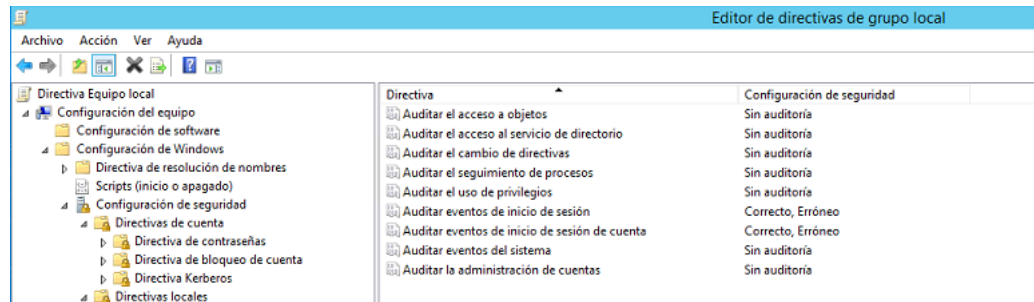 Editor de directivas de grupo local
Archivo Acción Ver Ayuda
Directiva Equipo local
Configuración del equipo
Configuración de software
Configuración de Windows
Directiva de resolución de nombres
Scripts (inicio o apagado)
Configuración de seguridad
Directivas de cuenta
Directiva de contraseñas
Directiva de bloqueo de cuenta
Directiva Kerberos
Directivas locales
Directiva Configuración de seguridad
Auditar el acceso a objetos Sin auditoría
Auditar el acceso al servicio de directorio Sin auditoría
Auditar el cambio de directivas Sin auditoría
Auditar el seguimiento de procesos Sin auditoría
Auditar el uso de privilegios Sin auditoría
Auditar eventos de inicio de sesión Correcto, Erróneo
Auditar eventos de inicio de sesión de cuenta Correcto, Erróneo
Auditar eventos del sistema Sin auditoría
Auditar la administración de cuentas Sin auditoría